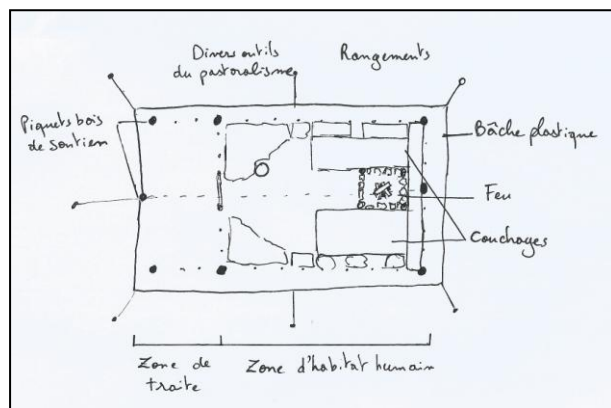 Divers outils
du pastoralisme
Rangements
Piquets bois
de soutien
Bâche plastique
Feu
Couchages
Zone de
traite
Zone d'habitat humain